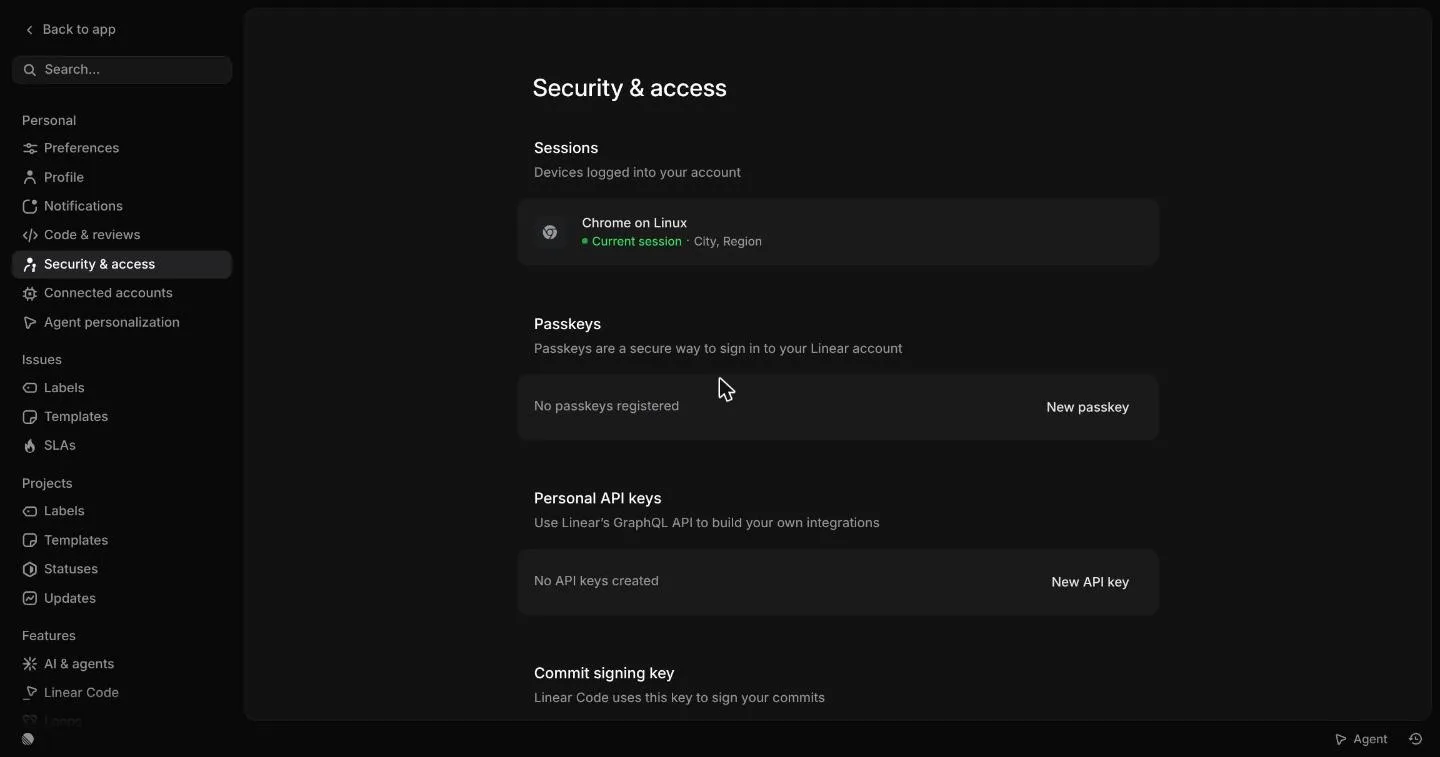 Back to app
Search...
Personal
Preferences
Profile
Notifications
Code & reviews
Security & access
Connected accounts
Agent personalization
Issues
Labels
Templates
SLAs
Projects
Labels
Templates
Statuses
Updates
Features
AI & agents
Linear Code
Security & access
Sessions
Devices logged into your account
Chrome on Linux
Current session · City, Region
Passkeys
Passkeys are a secure way to sign in to your Linear account
No passkeys registered
New passkey
Personal API keys
Use Linear’s GraphQL API to build your own integrations
No API keys created
New API key
Commit signing key
Linear Code uses this key to sign your commits
Agent